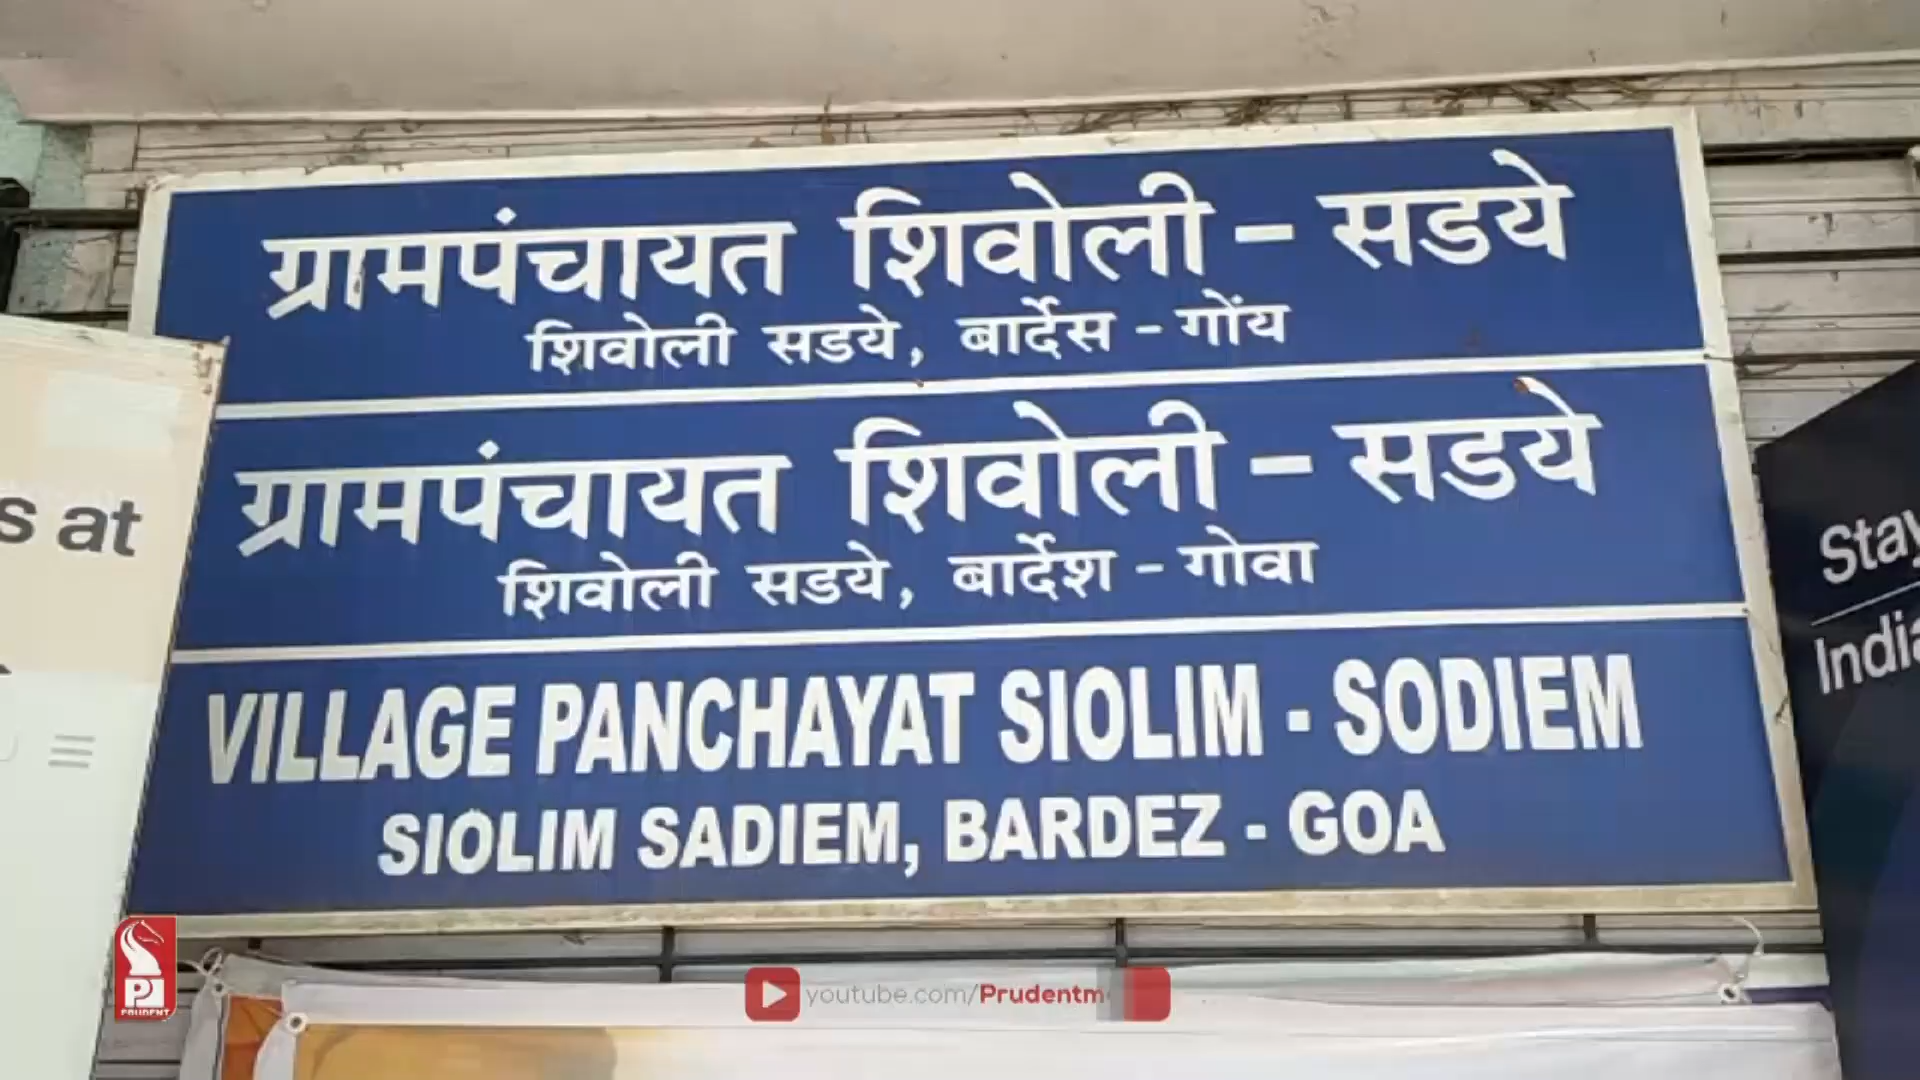 ग्रामपंचायत शिवोली - सडये
शिवोली सडये, बार्देस - गोंय
ग्रामपंचायत शिवोली - सडये
शिवोली सडये, बार्देश - गोवा
VILLAGE PANCHAYAT SIOLIM - SODIEM
SIOLIM SADIEM, BARDEZ - GOA
s at
Stay
India
PRUDENT
youtube.com/Prudentm